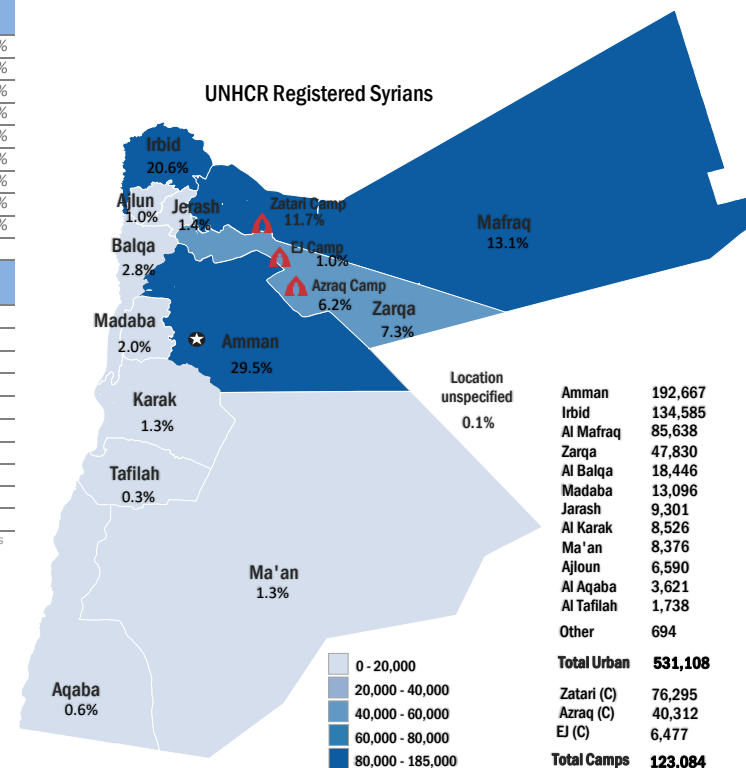 %
%
%
%
%
%
%
%
%
UNHCR Registered Syrians
Irbid
20.6%
Ajlun
1.0%
Jerash
1.4%
Zatari Camp
11.7%
Mafraq
13.1%
Balqa
2.8%
EJ Camp
1.0%
Azraq Camp
6.2%
Zarqa
7.3%
Madaba
2.0%
Amman
29.5%
Karak
1.3%
Location
unspecified
0.1%
Tafilah
0.3%
Ma'an
1.3%
Aqaba
0.6%
s
0 - 20,000
20,000 - 40,000
40,000 - 60,000
60,000 - 80,000
80,000 - 185,000
Amman 192,667
Irbid 134,585
Al Mafraq 85,638
Zarqa 47,830
Al Balqa 18,446
Madaba 13,096
Jarash 9,301
Al Karak 8,526
Ma'an 8,376
Ajloun 6,590
Al Aqaba 3,621
Al Tafilah 1,738
Other 694
Total Urban 531,108
Zatari (C) 76,295
Azraq (C) 40,312
EJ (C) 6,477
Total Camps 123,084